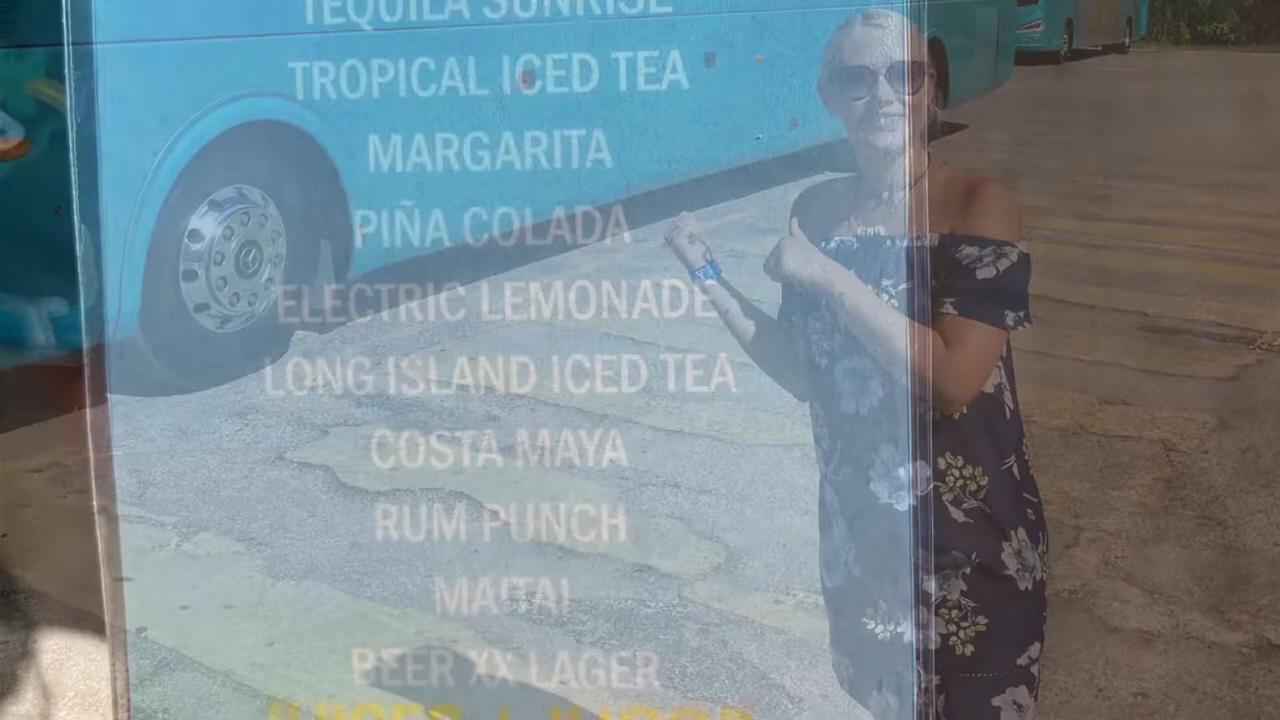 TEQUILA SUNRISE
TROPICAL ICED TEA
MARGARITA
PIÑA COLADA
ELECTRIC LEMONADE
LONG ISLAND ICED TEA
COSTA MAYA
RUM PUNCH
MAITAI
BEER XX LAGER